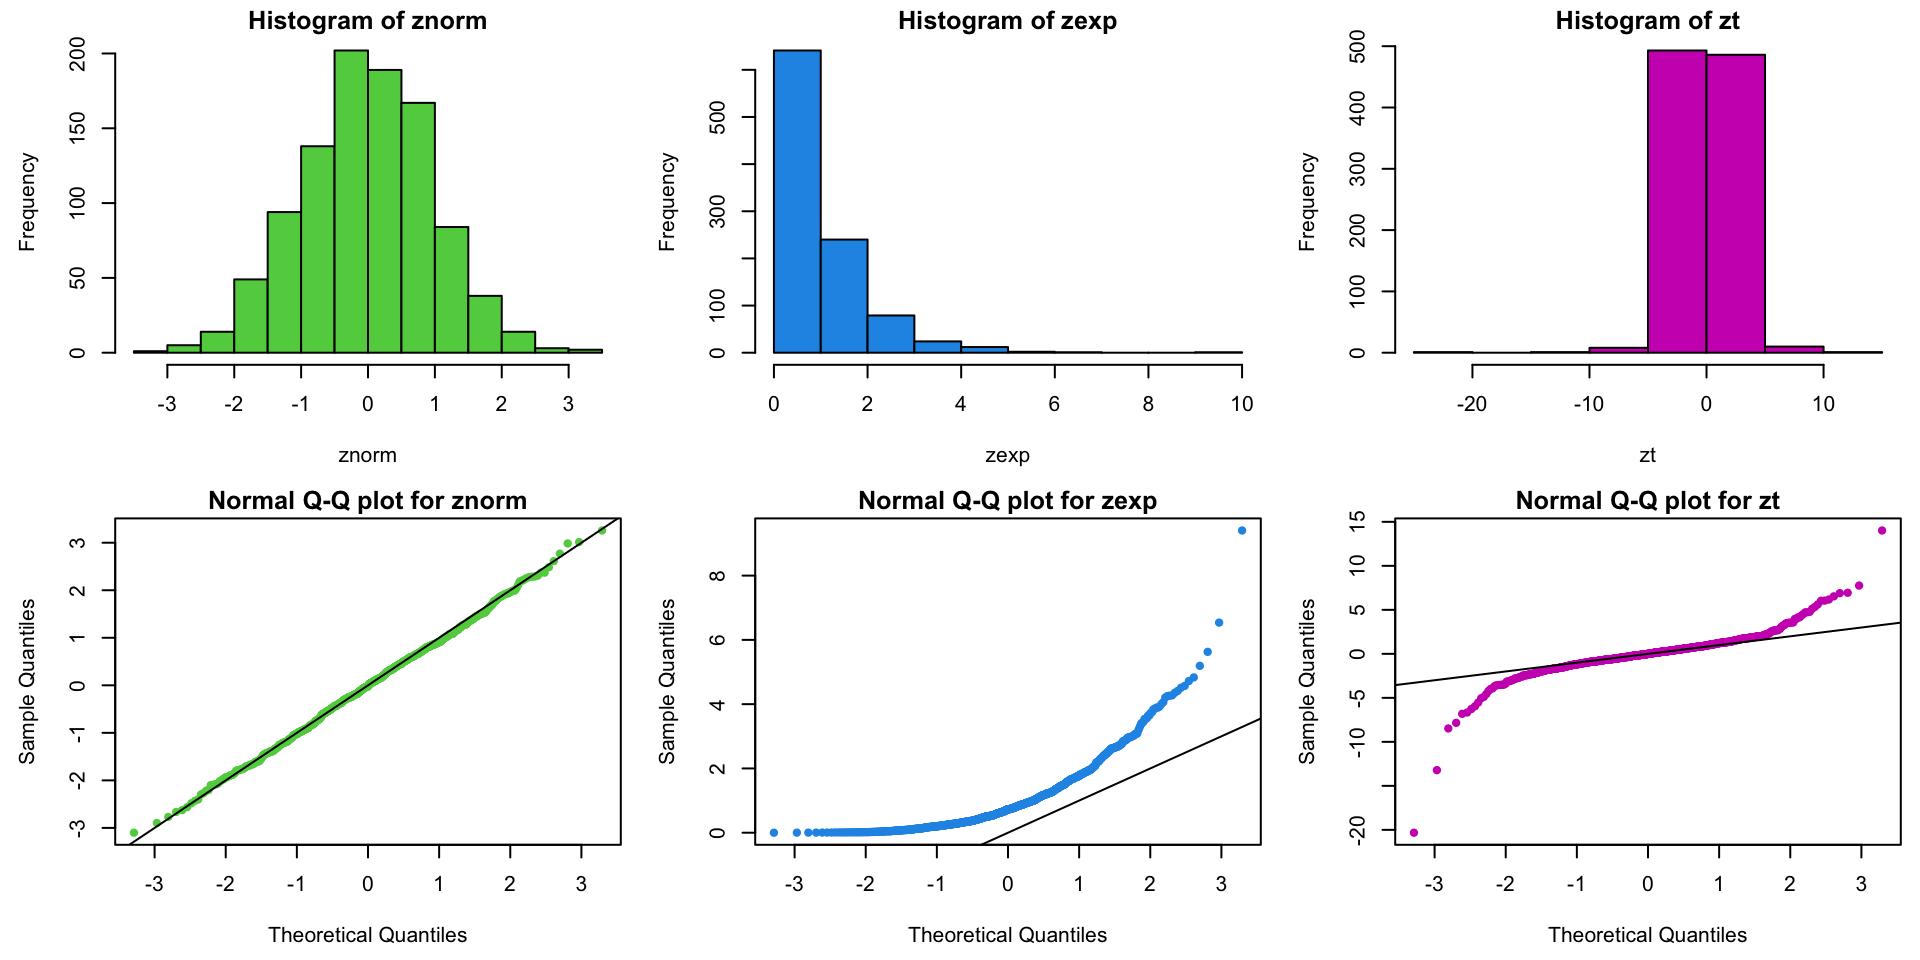 Histogram of znorm
Frequency
0 50 100 150 200
-3 -2 -1 0 1 2 3
znorm
Histogram of zexp
Frequency
0 100 300 500
0 2 4 6 8 10
zexp
Histogram of zt
Frequency
0 100 200 300 400 500
-20 -10 0 10
zt
Normal Q-Q plot for znorm
Sample Quantiles
-3 -2 -1 0 1 2 3
-3 -2 -1 0 1 2 3
Theoretical Quantiles
Normal Q-Q plot for zexp
Sample Quantiles
0 2 4 6 8
-3 -2 -1 0 1 2 3
Theoretical Quantiles
Normal Q-Q plot for zt
Sample Quantiles
-20 -10 -5 0 5 10 15
-3 -2 -1 0 1 2 3
Theoretical Quantiles